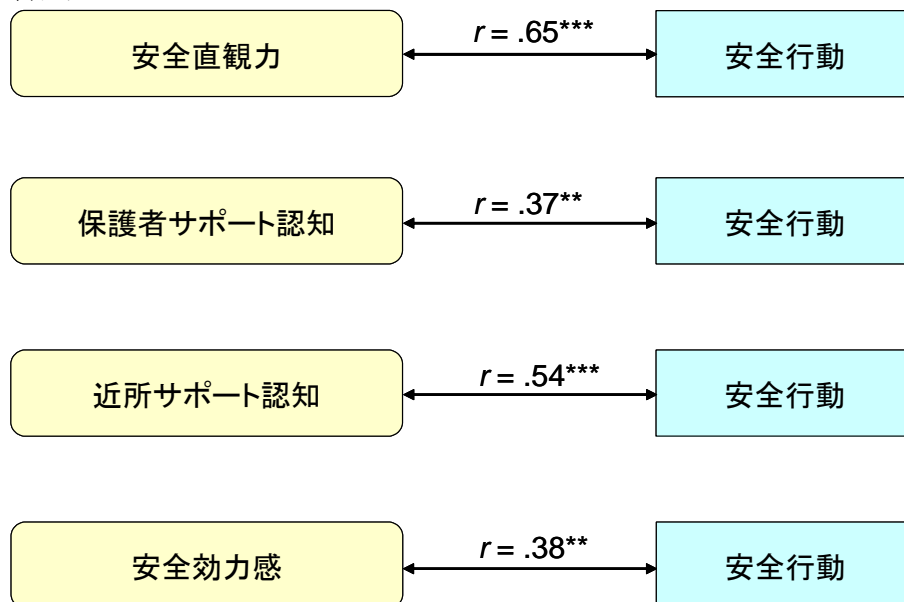 安全直観力 r = .65*** 安全行動
保護者サポート認知 r = .37** 安全行動
近所サポート認知 r = .54*** 安全行動
安全効力感 r = .38** 安全行動